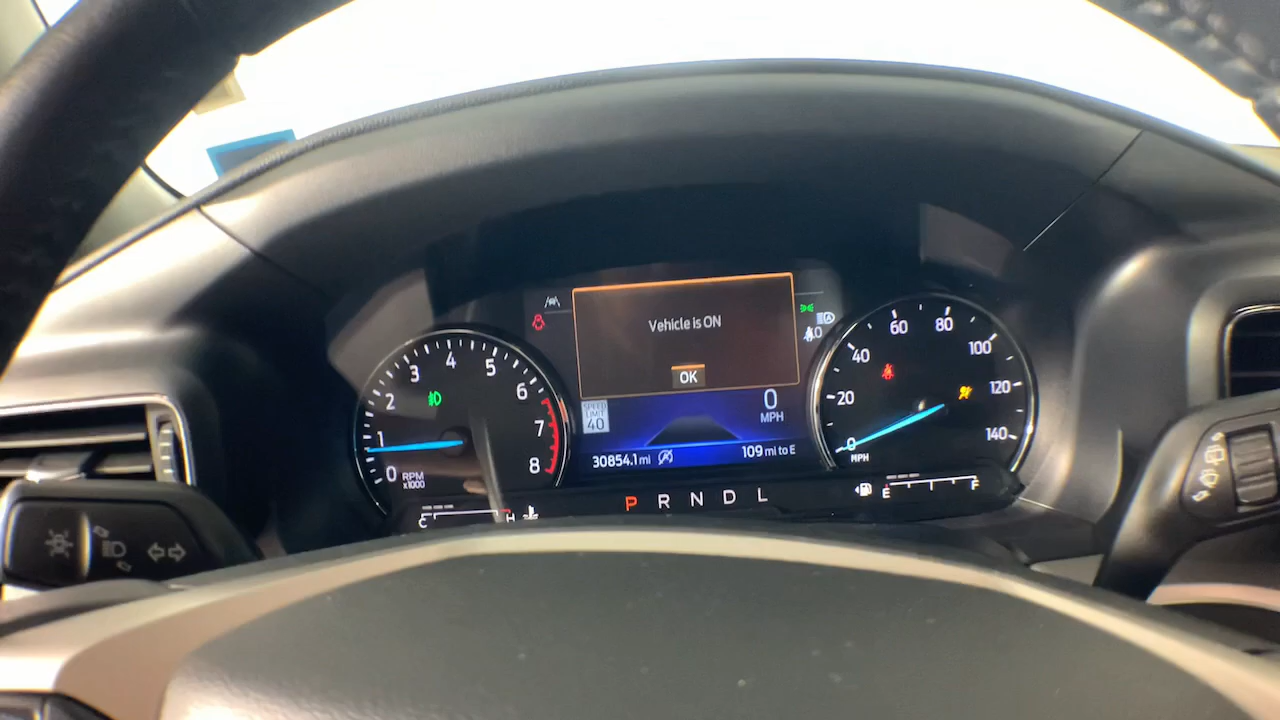 Vehicle is ON
OK
SPEED
LIMIT
40
0
MPH
30854.1 mi
109 mi to E
0
1
2
3
4
5
6
7
8
RPM
x1000
0
20
40
60
80
100
120
140
MPH
C
H
P R N D L
E
F